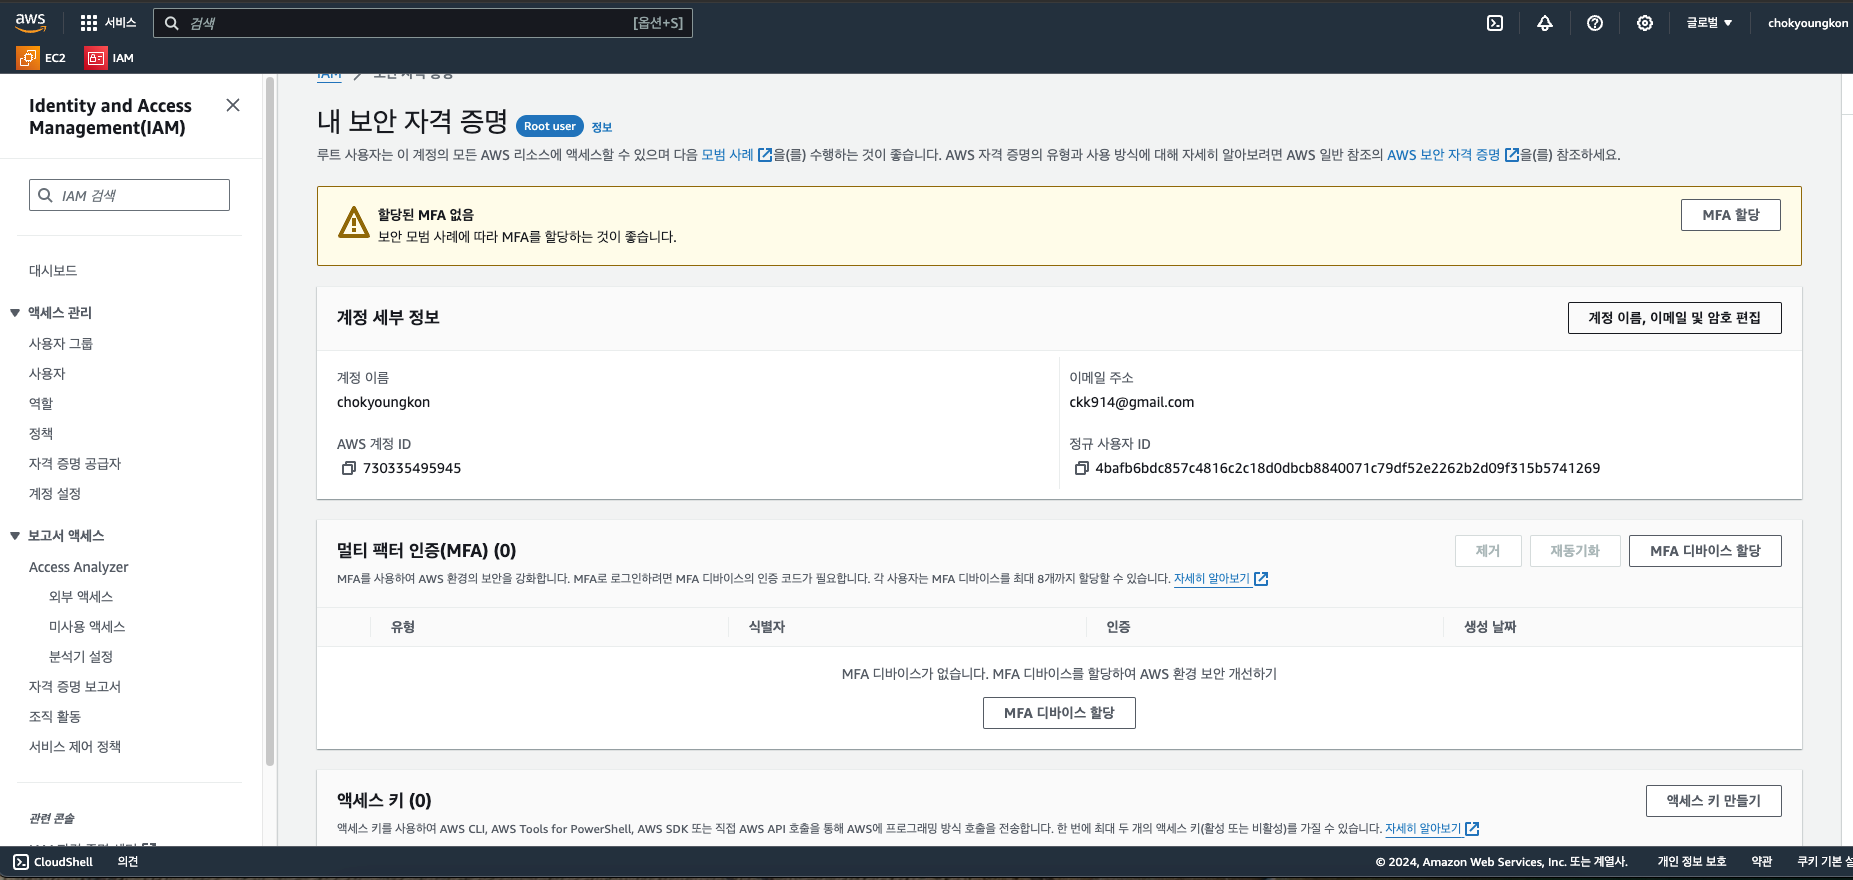 aws
서비스
검색
[옵션+S]
글로벌
chokyoungkon
EC2
IAM
Identity and Access
Management(IAM)
IAM 검색
대시보드
액세스 관리
사용자 그룹
사용자
역할
정책
자격 증명 공급자
계정 설정
보고서 액세스
Access Analyzer
외부 액세스
미사용 액세스
분석기 설정
자격 증명 보고서
조직 활동
서비스 제어 정책
관련 콘솔
IAM
내 보안 자격 증명 Root user 정보
루트 사용자는 이 계정의 모든 AWS 리소스에 액세스할 수 있으며 다음 모범 사례을(를) 수행하는 것이 좋습니다. AWS 자격 증명의 유형과 사용 방식에 대해 자세히 알아보려면 AWS 일반 참조의 AWS 보안 자격 증명을(를) 참조하세요.
할당된 MFA 없음
보안 모범 사례에 따라 MFA를 할당하는 것이 좋습니다.
MFA 할당
계정 세부 정보
계정 이름, 이메일 및 암호 편집
계정 이름
chokyoungkon
이메일 주소
ckk914@gmail.com
AWS 계정 ID
730335495945
정규 사용자 ID
4bafb6bdc857c4816c2c18d0dbcb8840071c79df52e2262b2d09f315b5741269
멀티 팩터 인증(MFA) (0)
MFA를 사용하여 AWS 환경의 보안을 강화합니다. MFA로 로그인하려면 MFA 디바이스의 인증 코드가 필요합니다. 각 사용자는 MFA 디바이스를 최대 8개까지 할당할 수 있습니다. 자세히 알아보기
제거
재동기화
MFA 디바이스 할당
유형
식별자
인증
생성 날짜
MFA 디바이스가 없습니다. MFA 디바이스를 할당하여 AWS 환경 보안 개선하기
MFA 디바이스 할당
액세스 키 (0)
액세스 키 만들기
액세스 키를 사용하여 AWS CLI, AWS Tools for PowerShell, AWS SDK 또는 직접 AWS API 호출을 통해 AWS에 프로그래밍 방식 호출을 전송합니다. 한 번에 최대 두 개의 액세스 키(활성 또는 비활성)를 가질 수 있습니다. 자세히 알아보기
CloudShell
의견
© 2024, Amazon Web Services, Inc. 또는 계열사.
개인 정보 보호
약관
쿠키 기본